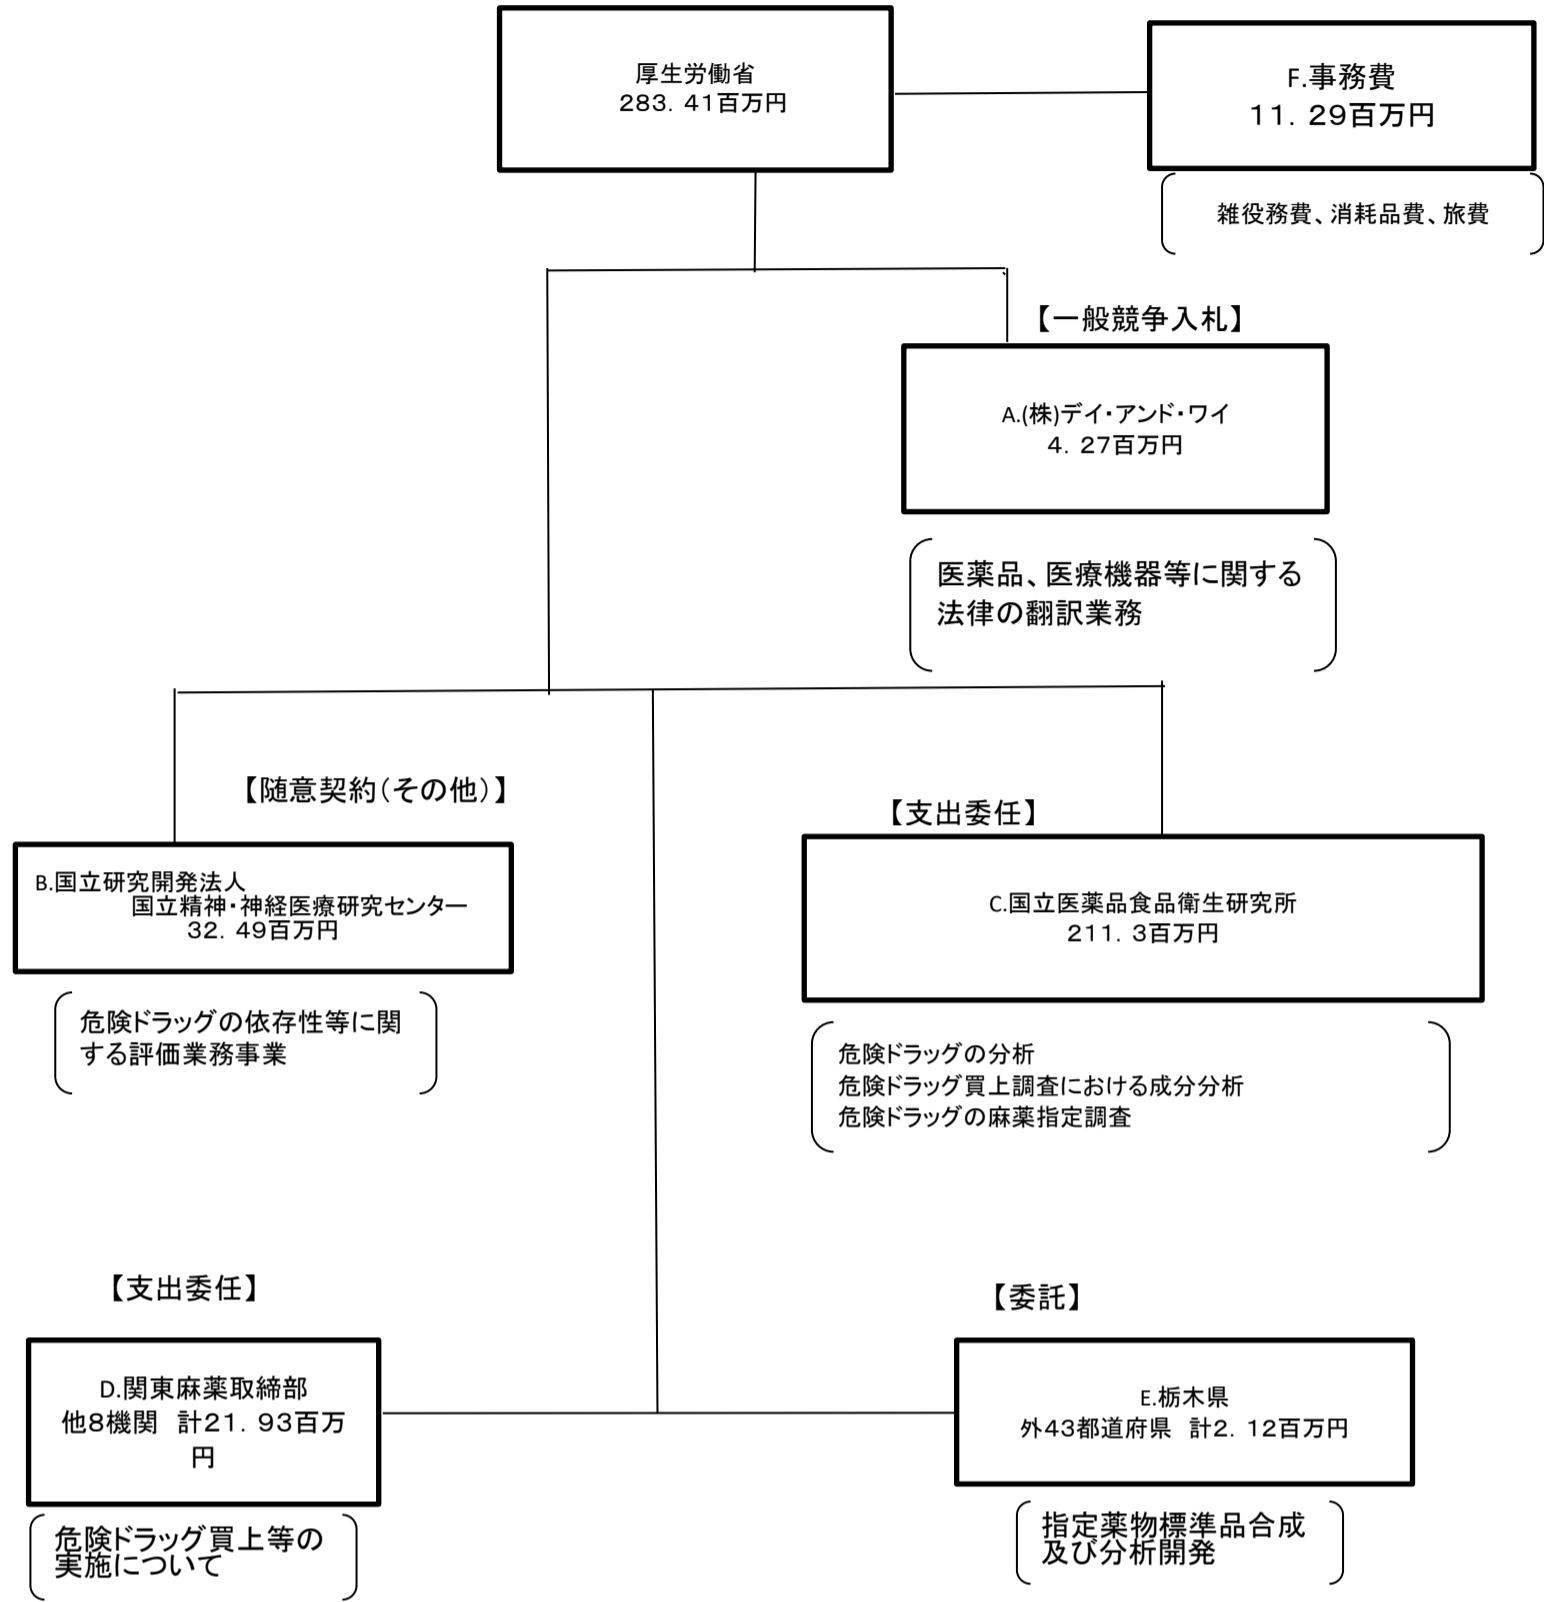 厚生労働省
283．41百万円
F.事務費
11．29百万円
雑役務費、消耗品費、旅費
【一般競争入札】
A.(株)デイ・アンド・ワイ
4．27百万円
医薬品、医療機器等に関する
法律の翻訳業務
【随意契約（その他）】
B.国立研究開発法人
国立精神・神経医療研究センター
32．49百万円
危険ドラッグの依存性等に関
する評価業務事業
【支出委任】
C.国立医薬品食品衛生研究所
211．3百万円
危険ドラッグの分析
危険ドラッグ買上調査における成分分析
危険ドラッグの麻薬指定調査
【支出委任】
D.関東麻薬取締部
他8機関　計21．93百万
円
危険ドラッグ買上等の
実施について
【委託】
E.栃木県
外43都道府県　計2．12百万円
指定薬物標準品合成
及び分析開発